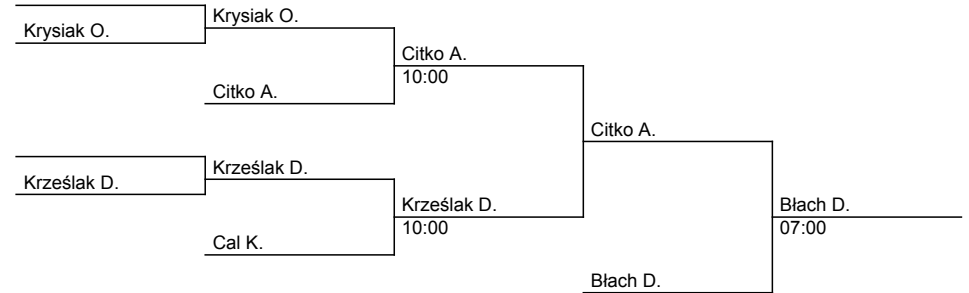 Krysiak O.
Krysiak O.
Citko A.
10:00
Citko A.
Citko A.
Krześlak D.
Krześlak D.
Krześlak D.
10:00
Błach D.
07:00
Cal K.
Błach D.